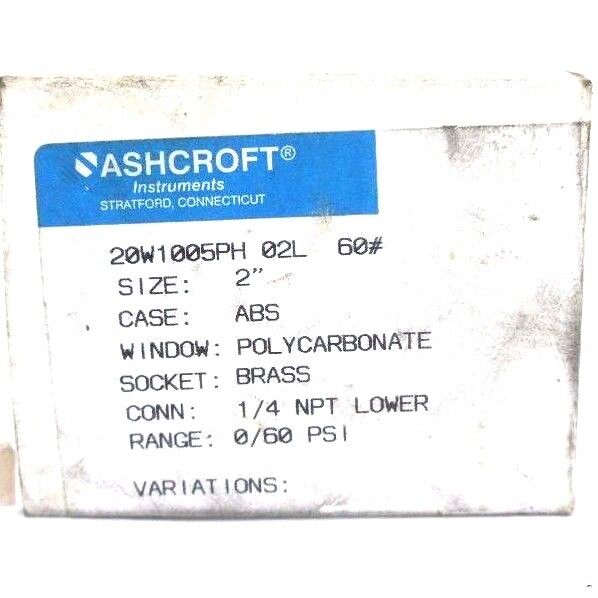 ASHCROFT®
Instruments
STRATFORD, CONNECTICUT
20W1005PH 02L 60#
SIZE: 2"
CASE: ABS
WINDOW: POLYCARBONATE
SOCKET: BRASS
CONN: 1/4 NPT LOWER
RANGE: 0/60 PSI
VARIATIONS: